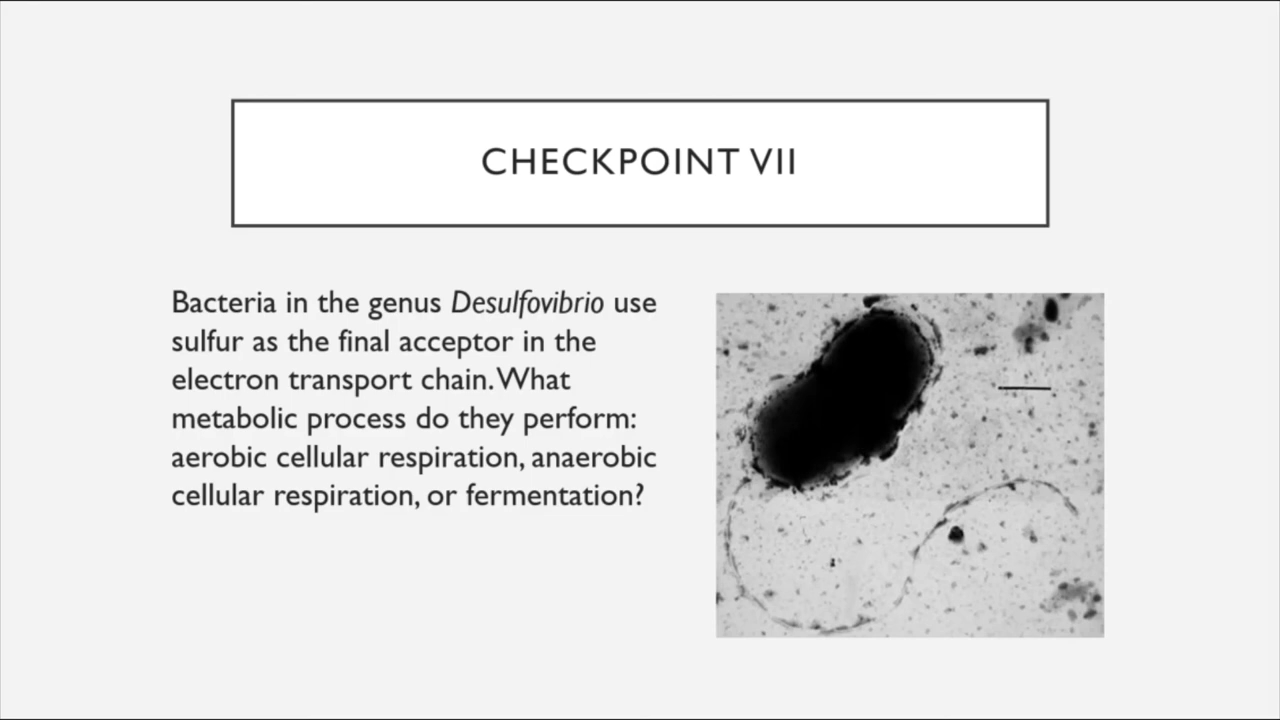 CHECKPOINT VII
Bacteria in the genus Desulfovibrio use
sulfur as the final acceptor in the
electron transport chain. What
metabolic process do they perform:
aerobic cellular respiration, anaerobic
cellular respiration, or fermentation?